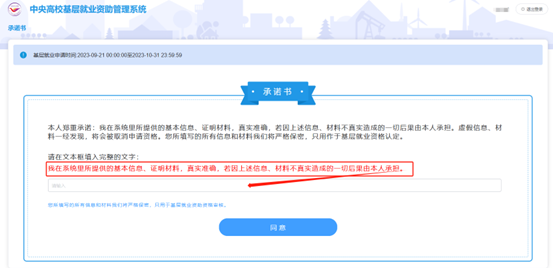 中央高校基层就业资助管理系统
退出登录
承诺书
基层就业申请时间:2023-09-21 00:00:00至2023-10-31 23:59:59
承诺书
本人郑重承诺：我在系统里所提供的基本信息、证明材料，真实准确，若因上述信息、材料不真实造成的一切后里由本人承担。虚假信息、材
料一经发现，将会被取消申请资格。您所填写的所有信息和材料我们将严格保密，只用作于基层就业资格认定。
请在文本框填入完整的文字：
我在系统里所提供的基本信息、证明材料，真实准确，若因上述信息、材料不真实造成的一切后里由本人承担。
请输入
您所填写的所有信息和材料我们将严格保密，只用于基层就业资助资格审核。
同意